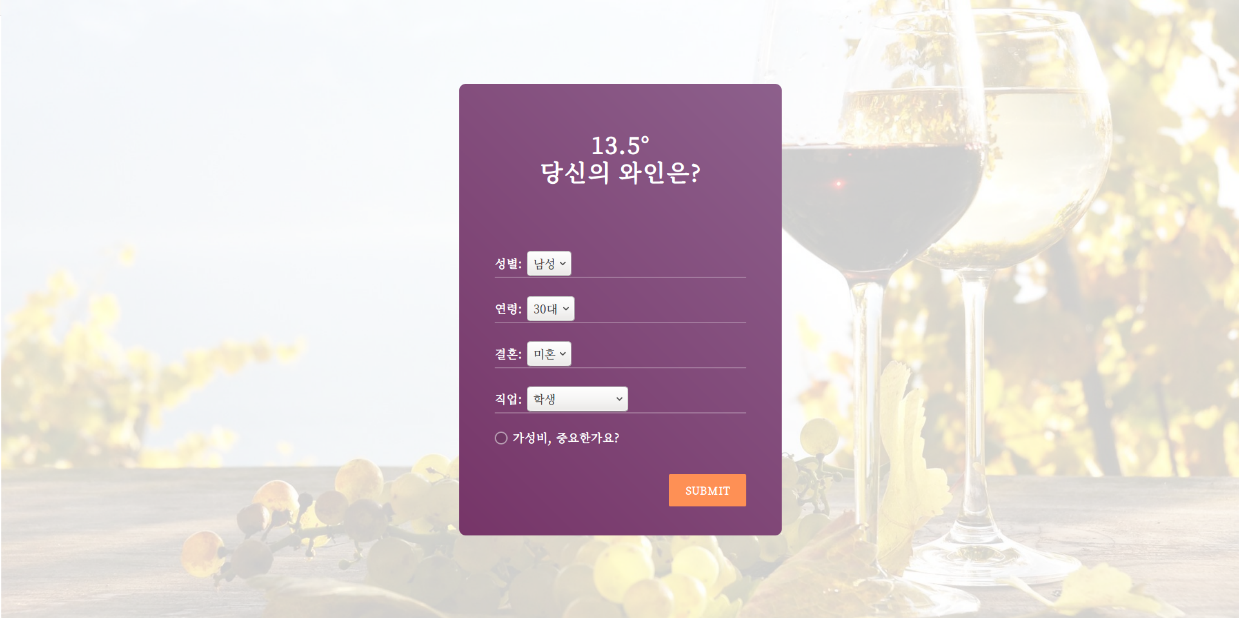 13.5°
당신의 와인은?
성별: 남성
연령: 30대
결혼: 미혼
직업: 학생
가성비, 중요한가요?
SUBMIT